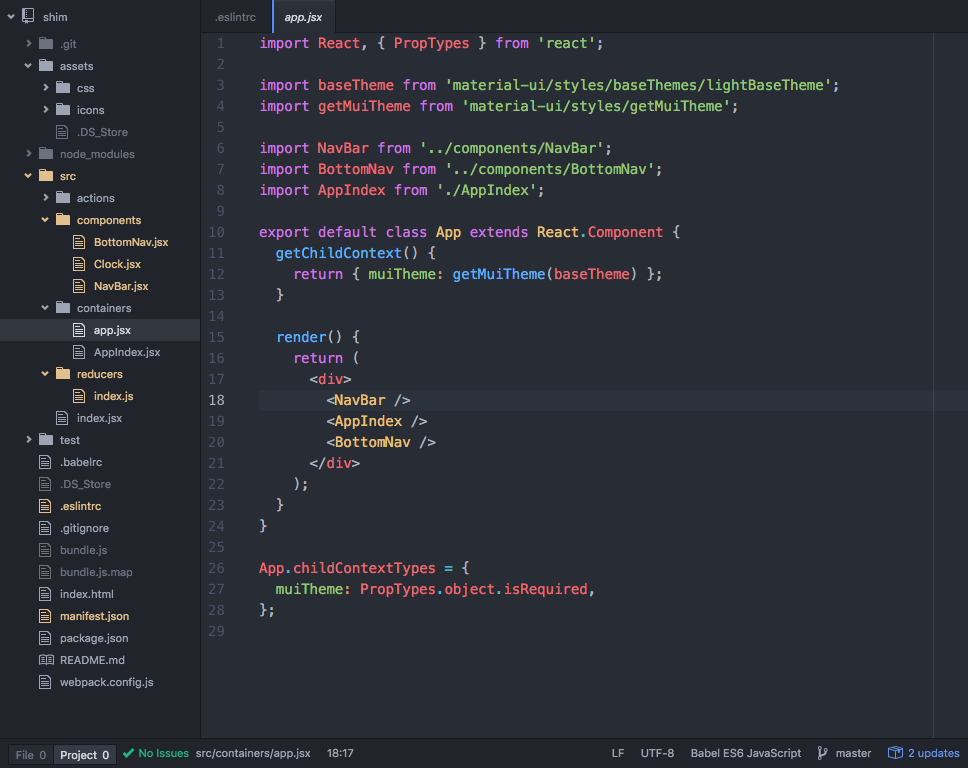 shim
.git
assets
css
icons
.DS_Store
node_modules
src
actions
components
BottomNav.jsx
Clock.jsx
NavBar.jsx
containers
app.jsx
AppIndex.jsx
reducers
index.js
index.jsx
test
.babelrc
.DS_Store
.eslintrc
.gitignore
bundle.js
bundle.js.map
index.html
manifest.json
package.json
README.md
webpack.config.js
.eslintrc app.jsx
1 import React, { PropTypes } from 'react';
2
3 import baseTheme from 'material-ui/styles/baseThemes/lightBaseTheme';
4 import getMuiTheme from 'material-ui/styles/getMuiTheme';
5
6 import NavBar from '../components/NavBar';
7 import BottomNav from '../components/BottomNav';
8 import AppIndex from './AppIndex';
9
10 export default class App extends React.Component {
11   getChildContext() {
12     return { muiTheme: getMuiTheme(baseTheme) };
13   }
14
15   render() {
16     return (
17       <div>
18         <NavBar />
19         <AppIndex />
20         <BottomNav />
21       </div>
22     );
23   }
24 }
25
26 App.childContextTypes = {
27   muiTheme: PropTypes.object.isRequired,
28 };
29
File 0 Project 0 No Issues src/containers/app.jsx 18:17 LF UTF-8 Babel ES6 JavaScript master 2 updates